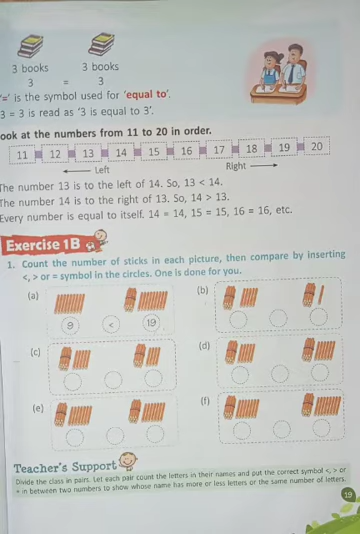 3 books 3 books
3 = 3
'=' is the symbol used for 'equal to'.
3 = 3 is read as '3 is equal to 3'.
ook at the numbers from 11 to 20 in order.
11 12 13 14 15 16 17 18 19 20
Left Right
The number 13 is to the left of 14. So, 13 < 14.
The number 14 is to the right of 13. So, 14 > 13.
Every number is equal to itself. 14 = 14, 15 = 15, 16 = 16, etc.
Exercise 1B
1. Count the number of sticks in each picture, then compare by inserting
<, > or = symbol in the circles. One is done for you.
(a) (b)
9 < 19
(c) (d)
(e) (f)
Teacher's Support
Divide the class in pairs. Let each pair count the letters in their names and put the correct symbol <, > or
= in between two numbers to show whose name has more or less letters or the same number of letters.
19